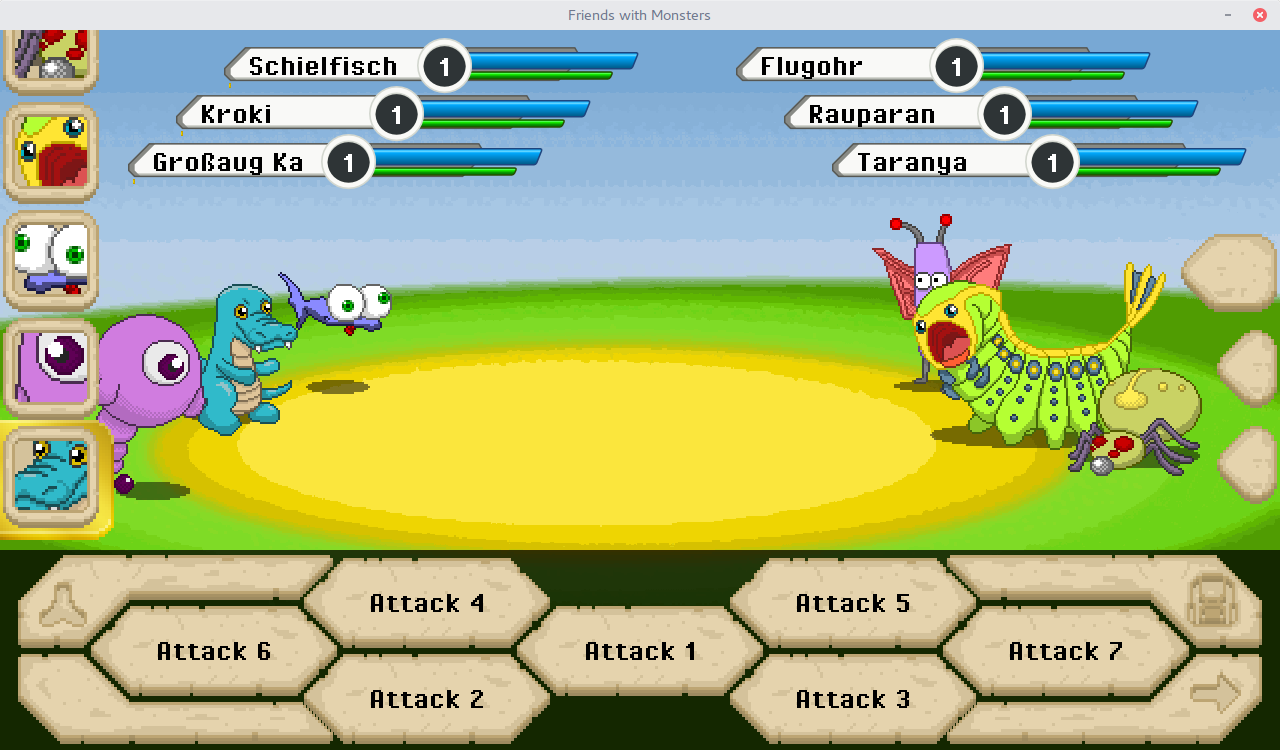 Friends with Monsters
Schielfisch 1
Flugohr 1
Kroki 1
Rauparan 1
Großaug Ka 1
Taranya 1
Attack 4
Attack 5
Attack 6
Attack 1
Attack 7
Attack 2
Attack 3